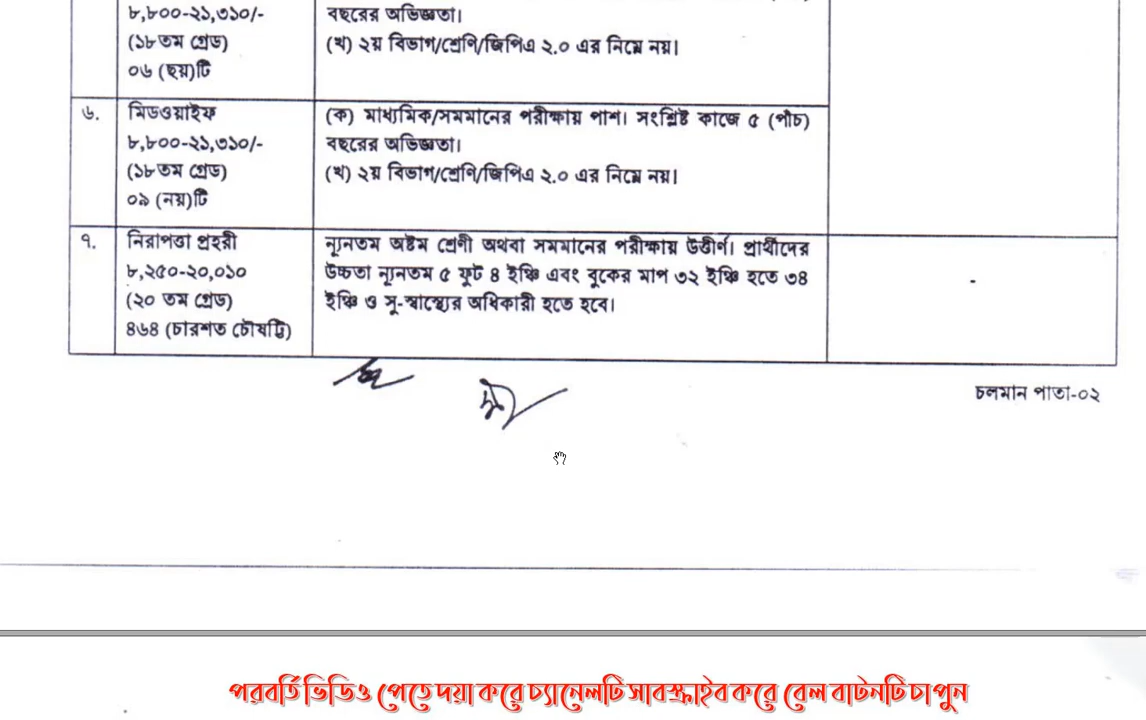 ৮,৮০০-২১,৩১০/-
(১৮তম গ্রেড)
০৬ (ছয়)টি
বছরের অভিজ্ঞতা।
(খ) ২য় বিভাগ/শ্রেণি/জিপিএ ২.০ এর নিম্নে নয়।
৬.
মিডওয়াইফ
৮,৮০০-২১,৩১০/-
(১৮তম গ্রেড)
০৯ (নয়)টি
(ক) মাধ্যমিক/সমমানের পরীক্ষায় পাশ। সংশ্লিষ্ট কাজে ৫ (পাঁচ)
বছরের অভিজ্ঞতা।
(খ) ২য় বিভাগ/শ্রেণি/জিপিএ ২.০ এর নিম্নে নয়।
৭.
নিরাপত্তা প্রহরী
৮,২৫০-২০,০১০
(২০ তম গ্রেড)
৪৬৪ (চারশত চৌষট্টি)
ন্যূনতম অষ্টম শ্রেণী অথবা সমমানের পরীক্ষায় উত্তীর্ণ। প্রার্থীদের
উচ্চতা ন্যূনতম ৫ ফুট ৪ ইঞ্চি এবং বুকের মাপ ৩২ ইঞ্চি হতে ৩৪
ইঞ্চি ও সু-স্বাস্থ্যের অধিকারী হতে হবে।
-
চলমান পাতা-০২
পরবর্তি ভিডিও পেতে দয়া করে চ্যানেলটি সাবস্ক্রাইব করে বেল বাটনটি চাপুন